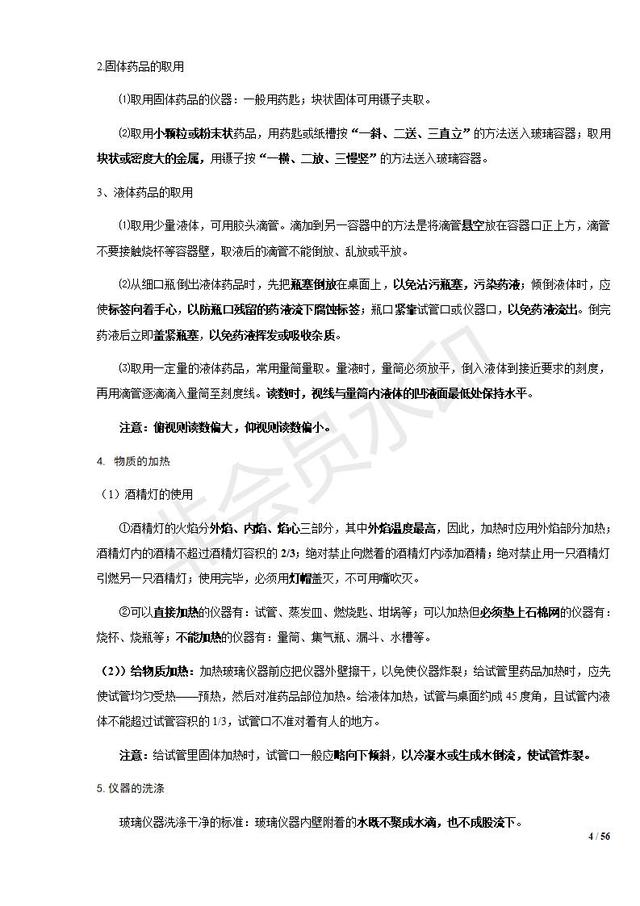 2.固体药品的取用
⑴取用固体药品的仪器：一般用药匙；块状固体可用镊子夹取。
⑵取用小颗粒或粉末状药品，用药匙或纸槽按“一斜、二送、三直立”的方法送入玻璃容器；取用
块状或密度大的金属，用镊子按“一横、二放、三慢竖”的方法送入玻璃容器。
3、液体药品的取用
⑴取用少量液体，可用胶头滴管。滴加到另一容器中的方法是将滴管悬空放在容器口正上方，滴管
不要接触烧杯等容器壁，取液后的滴管不能倒放、乱放或平放。
⑵从细口瓶倒出液体药品时，先把瓶塞倒放在桌面上，以免沾污瓶塞，污染药液；倾倒液体时，应
使标签向着手心，以防瓶口残留的药液流下腐蚀标签；瓶口紧靠试管口或仪器口，以免药液流出。倒完
药液后立即盖紧瓶塞，以免药液挥发或吸收杂质。
⑶取用一定量的液体药品，常用量筒量取。量液时，量筒必须放平，倒入液体到接近要求的刻度，
再用滴管逐滴滴入量筒至刻度线。读数时，视线与量筒内液体的凹液面最低处保持水平。
注意：俯视则读数偏大，仰视则读数偏小。
4. 物质的加热
（1）酒精灯的使用
①酒精灯的火焰分外焰、内焰、焰心三部分，其中外焰温度最高，因此，加热时应用外焰部分加热；
酒精灯内的酒精不超过酒精灯容积的 2/3；绝对禁止向燃着的酒精灯内添加酒精；绝对禁止用一只酒精灯
引燃另一只酒精灯；使用完毕，必须用灯帽盖灭，不可用嘴吹灭。
②可以直接加热的仪器有：试管、蒸发皿、燃烧匙、坩埚等；可以加热但必须垫上石棉网的仪器有：
烧杯、烧瓶等；不能加热的仪器有：量筒、集气瓶、漏斗、水槽等。
（2)）给物质加热：加热玻璃仪器前应把仪器外壁擦干，以免使仪器炸裂；给试管里药品加热时，应先
使试管均匀受热——预热，然后对准药品部位加热。给液体加热，试管与桌面约成 45 度角，且试管内液
体不能超过试管容积的 1/3，试管口不准对着有人的地方。
注意：给试管里固体加热时，试管口一般应略向下倾斜，以冷凝水或生成水倒流，使试管炸裂。
5. 仪器的洗涤
玻璃仪器洗涤干净的标准：玻璃仪器内壁附着的水既不聚成水滴，也不成股流下。
4 / 56
非会员水印